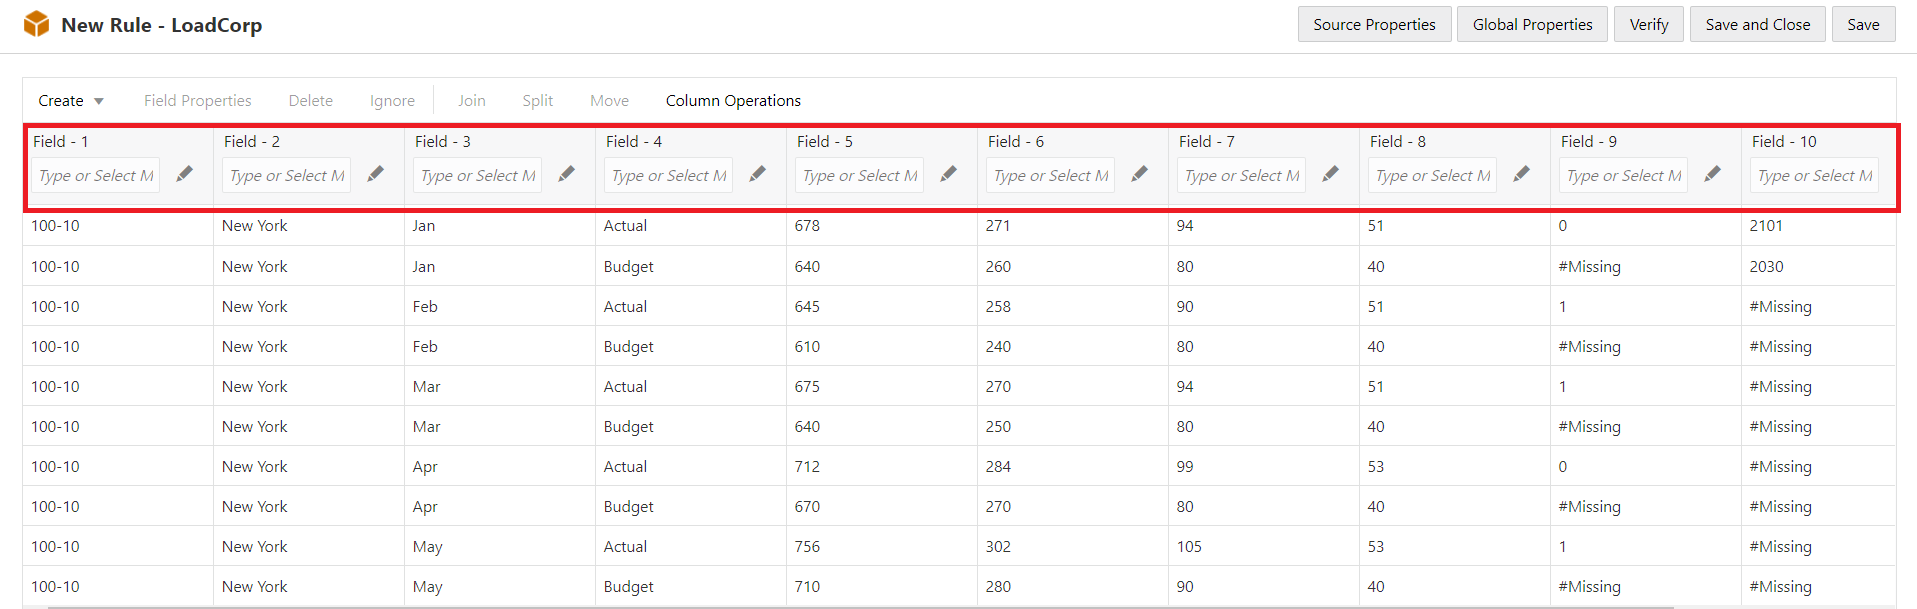 New Rule - LoadCorp Source Properties Global Properties Verify Save and Close Save
Create Field Properties Delete Ignore Join Split Move Column Operations
Field - 1 Field - 2 Field - 3 Field - 4 Field - 5 Field - 6 Field - 7 Field - 8 Field - 9 Field - 10
Type or Select M Type or Select M Type or Select M Type or Select M Type or Select M Type or Select M Type or Select M Type or Select M Type or Select M Type or Select M
100-10 New York Jan Actual 678 271 94 51 0 2101
100-10 New York Jan Budget 640 260 80 40 #Missing 2030
100-10 New York Feb Actual 645 258 90 51 1 #Missing
100-10 New York Feb Budget 610 240 80 40 #Missing #Missing
100-10 New York Mar Actual 675 270 94 51 1 #Missing
100-10 New York Mar Budget 640 250 80 40 #Missing #Missing
100-10 New York Apr Actual 712 284 99 53 0 #Missing
100-10 New York Apr Budget 670 270 80 40 #Missing #Missing
100-10 New York May Actual 756 302 105 53 1 #Missing
100-10 New York May Budget 710 280 90 40 #Missing #Missing